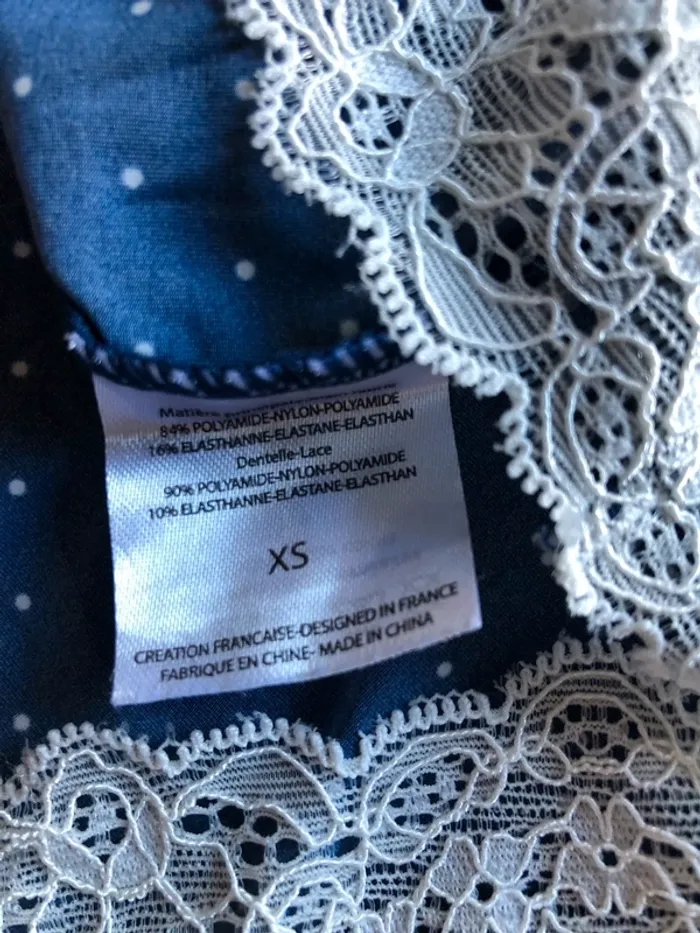 Matière
84% POLYAMIDE-NYLON-POLYAMIDE
16% ELASTHANNE-ELASTANE-ELASTHAN
Dentelle-Lace
90% POLYAMIDE-NYLON-POLYAMIDE
10% ELASTHANNE-ELASTANE-ELASTHAN
XS
CREATION FRANCAISE-DESIGNED IN FRANCE
FABRIQUE EN CHINE- MADE IN CHINA